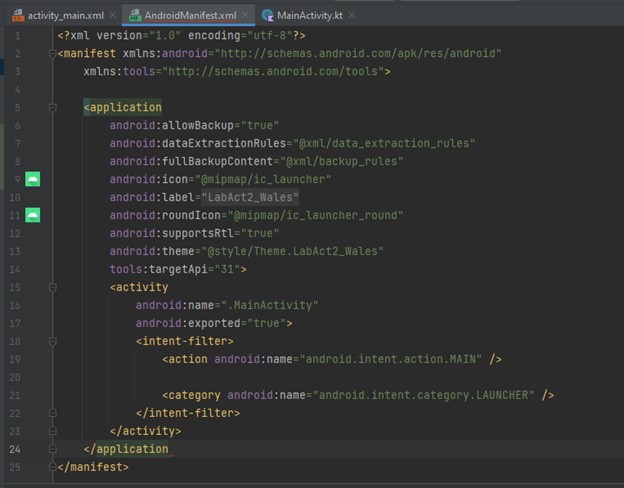 activity_main.xml × AndroidManifest.xml × MainActivity.kt ×
1 <?xml version="1.0" encoding="utf-8"?>
2 <manifest xmlns:android="http://schemas.android.com/apk/res/android"
3 xmlns:tools="http://schemas.android.com/tools">
4
5 <application
6 android:allowBackup="true"
7 android:dataExtractionRules="@xml/data_extraction_rules"
8 android:fullBackupContent="@xml/backup_rules"
9 android:icon="@mipmap/ic_launcher"
10 android:label="LabAct2_Wales"
11 android:roundIcon="@mipmap/ic_launcher_round"
12 android:supportsRtl="true"
13 android:theme="@style/Theme.LabAct2_Wales"
14 tools:targetApi="31">
15 <activity
16 android:name=".MainActivity"
17 android:exported="true">
18 <intent-filter>
19 <action android:name="android.intent.action.MAIN" />
20
21 <category android:name="android.intent.category.LAUNCHER" />
22 </intent-filter>
23 </activity>
24 </application
25 </manifest>